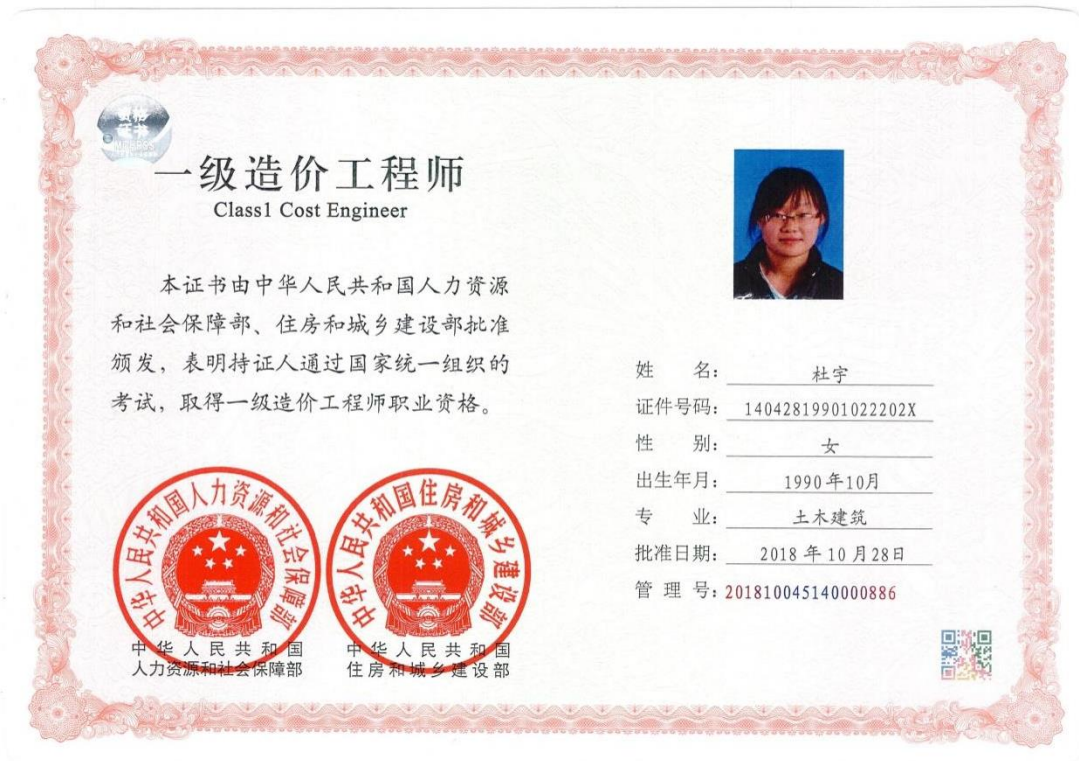 资格
证书
一级造价工程师
Class1 Cost Engineer
本证书由中华人民共和国人力资源
和社会保障部、住房和城乡建设部批准
颁发，表明持证人通过国家统一组织的
考试，取得一级造价工程师职业资格。
中华人民共和国人力资源和社会保障部
中华人民共和国住房和城乡建设部
中华人民共和国
人力资源和社会保障部
中华人民共和国
住房和城乡建设部
姓 名：杜宇
证件号码：14042819901022202X
性 别：女
出生年月：1990年10月
专 业：土木建筑
批准日期：2018年10月28日
管 理 号：201810045140000886